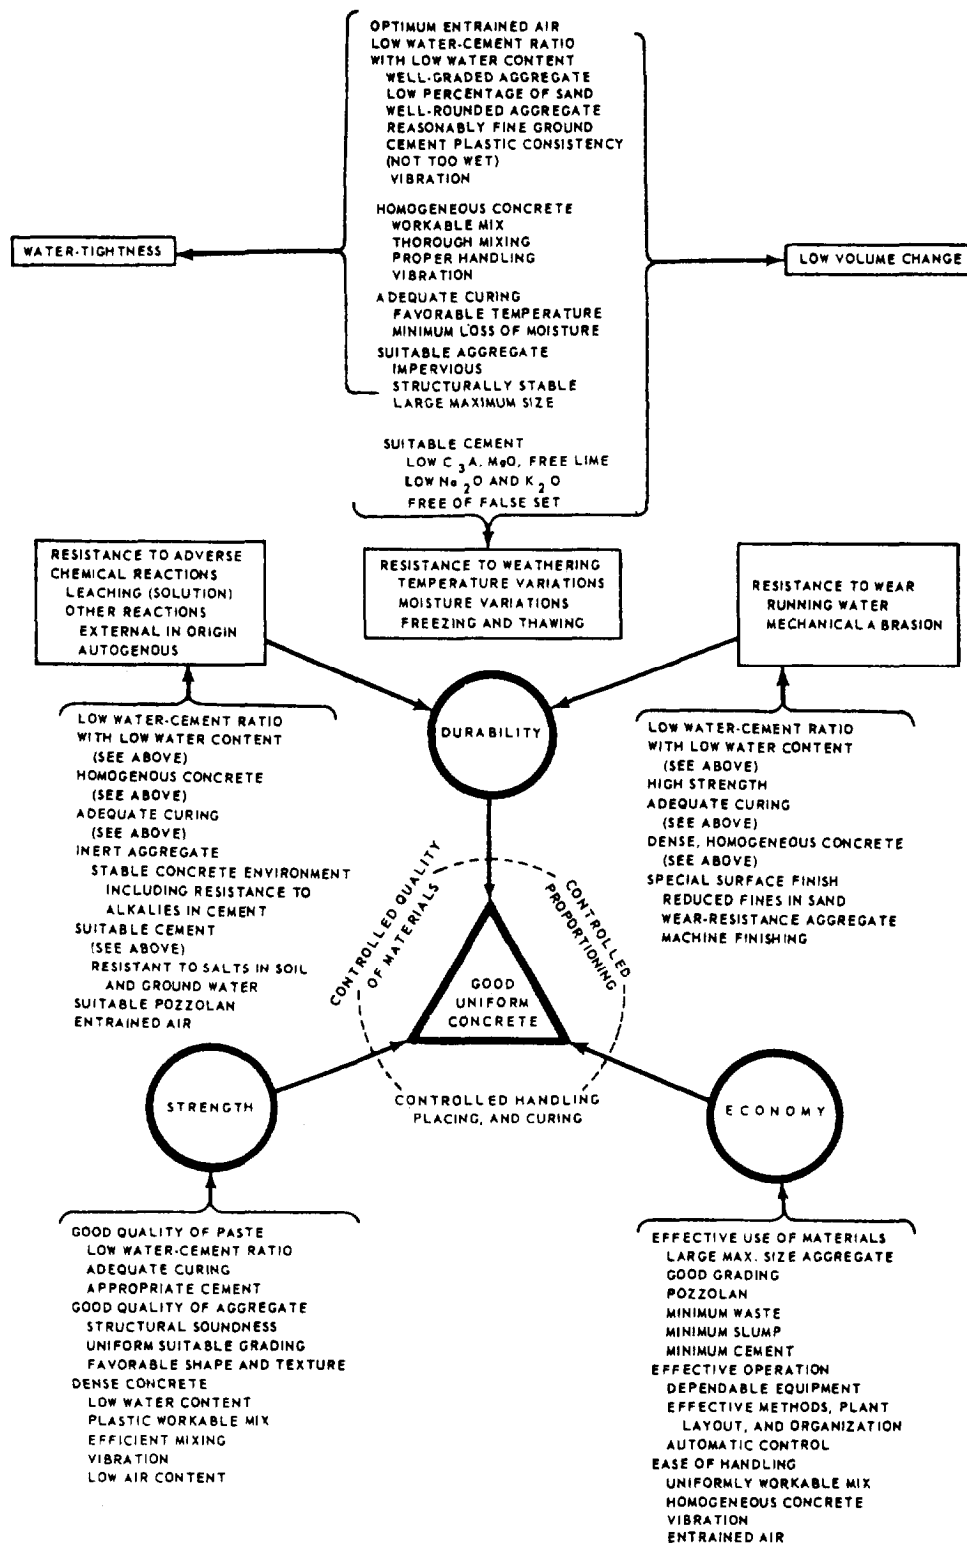 OPTIMUM ENTRAINED AIR
LOW WATER-CEMENT RATIO
WITH LOW WATER CONTENT
WELL-GRADED AGGREGATE
LOW PERCENTAGE OF SAND
WELL-ROUNDED AGGREGATE
REASONABLY FINE GROUND
CEMENT PLASTIC CONSISTENCY
(NOT TOO WET)
VIBRATION
HOMOGENEOUS CONCRETE
WORKABLE MIX
THOROUGH MIXING
PROPER HANDLING
VIBRATION
ADEQUATE CURING
FAVORABLE TEMPERATURE
MINIMUM LOSS OF MOISTURE
SUITABLE AGGREGATE
IMPERVIOUS
STRUCTURALLY STABLE
LARGE MAXIMUM SIZE
SUITABLE CEMENT
LOW C3A, MgO, FREE LIME
LOW Na2O AND K2O
FREE OF FALSE SET
WATER-TIGHTNESS
LOW VOLUME CHANGE
RESISTANCE TO ADVERSE
CHEMICAL REACTIONS
LEACHING (SOLUTION)
OTHER REACTIONS
EXTERNAL IN ORIGIN
AUTOGENOUS
RESISTANCE TO WEATHERING
TEMPERATURE VARIATIONS
MOISTURE VARIATIONS
FREEZING AND THAWING
RESISTANCE TO WEAR
RUNNING WATER
MECHANICAL ABRASION
LOW WATER-CEMENT RATIO
WITH LOW WATER CONTENT
(SEE ABOVE)
HOMOGENOUS CONCRETE
(SEE ABOVE)
ADEQUATE CURING
(SEE ABOVE)
INERT AGGREGATE
STABLE CONCRETE ENVIRONMENT
INCLUDING RESISTANCE TO
ALKALIES IN CEMENT
SUITABLE CEMENT
(SEE ABOVE)
RESISTANT TO SALTS IN SOIL
AND GROUND WATER
SUITABLE POZZOLAN
ENTRAINED AIR
DURABILITY
LOW WATER-CEMENT RATIO
WITH LOW WATER CONTENT
(SEE ABOVE)
HIGH STRENGTH
ADEQUATE CURING
(SEE ABOVE)
DENSE, HOMOGENEOUS CONCRETE
(SEE ABOVE)
SPECIAL SURFACE FINISH
REDUCED FINES IN SAND
WEAR-RESISTANCE AGGREGATE
MACHINE FINISHING
CONTROLLED QUALITY
OF MATERIALS
CONTROLLED
PROPORTIONING
GOOD
UNIFORM
CONCRETE
CONTROLLED HANDLING
PLACING, AND CURING
STRENGTH
ECONOMY
GOOD QUALITY OF PASTE
LOW WATER-CEMENT RATIO
ADEQUATE CURING
APPROPRIATE CEMENT
GOOD QUALITY OF AGGREGATE
STRUCTURAL SOUNDNESS
UNIFORM SUITABLE GRADING
FAVORABLE SHAPE AND TEXTURE
DENSE CONCRETE
LOW WATER CONTENT
PLASTIC WORKABLE MIX
EFFICIENT MIXING
VIBRATION
LOW AIR CONTENT
EFFECTIVE USE OF MATERIALS
LARGE MAX. SIZE AGGREGATE
GOOD GRADING
POZZOLAN
MINIMUM WASTE
MINIMUM SLUMP
MINIMUM CEMENT
EFFECTIVE OPERATION
DEPENDABLE EQUIPMENT
EFFECTIVE METHODS, PLANT
LAYOUT, AND ORGANIZATION
AUTOMATIC CONTROL
EASE OF HANDLING
UNIFORMLY WORKABLE MIX
HOMOGENEOUS CONCRETE
VIBRATION
ENTRAINED AIR